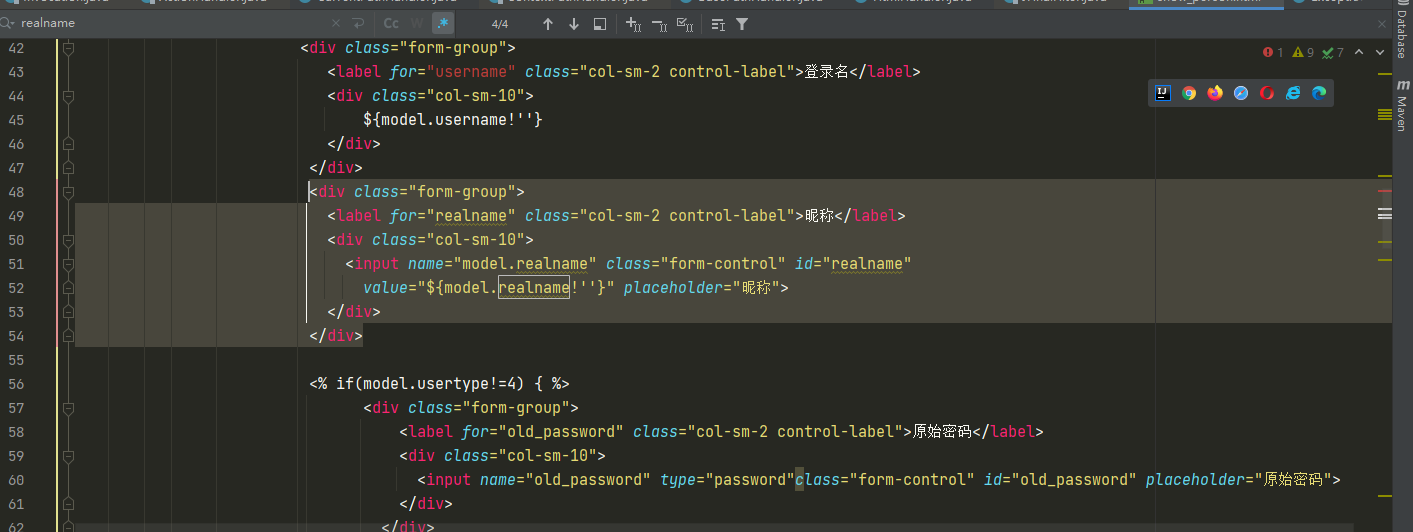 realname
Cc
W
.*
4/4
42 <div class="form-group">
43 <label for="username" class="col-sm-2 control-label">登录名</label>
44 <div class="col-sm-10">
45 ${model.username!''}
46 </div>
47 </div>
48 <div class="form-group">
49 <label for="realname" class="col-sm-2 control-label">昵称</label>
50 <div class="col-sm-10">
51 <input name="model.realname" class="form-control" id="realname"
52 value="${model.realname!''}" placeholder="昵称">
53 </div>
54 </div>
55
56 <% if(model.usertype!=4) { %>
57 <div class="form-group">
58 <label for="old_password" class="col-sm-2 control-label">原始密码</label>
59 <div class="col-sm-10">
60 <input name="old_password" type="password"class="form-control" id="old_password" placeholder="原始密码">
61 </div>
62 </div>
1 9 7
Database
m Maven